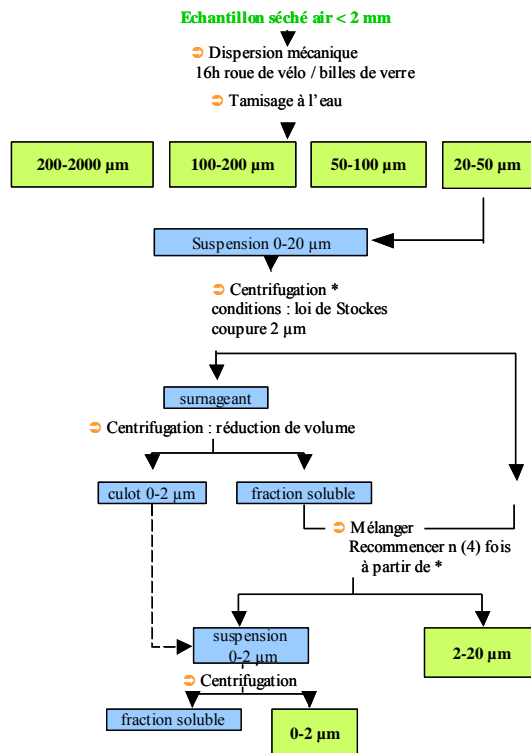 Echantillon séché air < 2 mm
➲ Dispersion mécanique
16h roue de vélo / billes de verre
➲ Tamisage à l'eau
200-2000 µm
100-200 µm
50-100 µm
20-50 µm
Suspension 0-20 µm
➲ Centrifugation *
conditions : loi de Stockes
coupure 2 µm
surnageant
➲ Centrifugation : réduction de volume
culot 0-2 µm
fraction soluble
➲ Mélanger
Recommencer n (4) fois
à partir de *
suspension
0-2 µm
2-20 µm
➲ Centrifugation
fraction soluble
0-2 µm